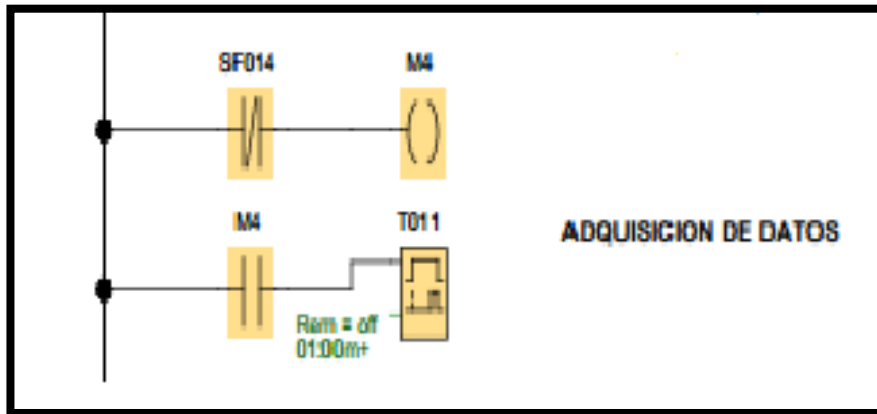 SF014 M4
M4 T011
ADQUISICION DE DATOS
Rem = off
01:00m+